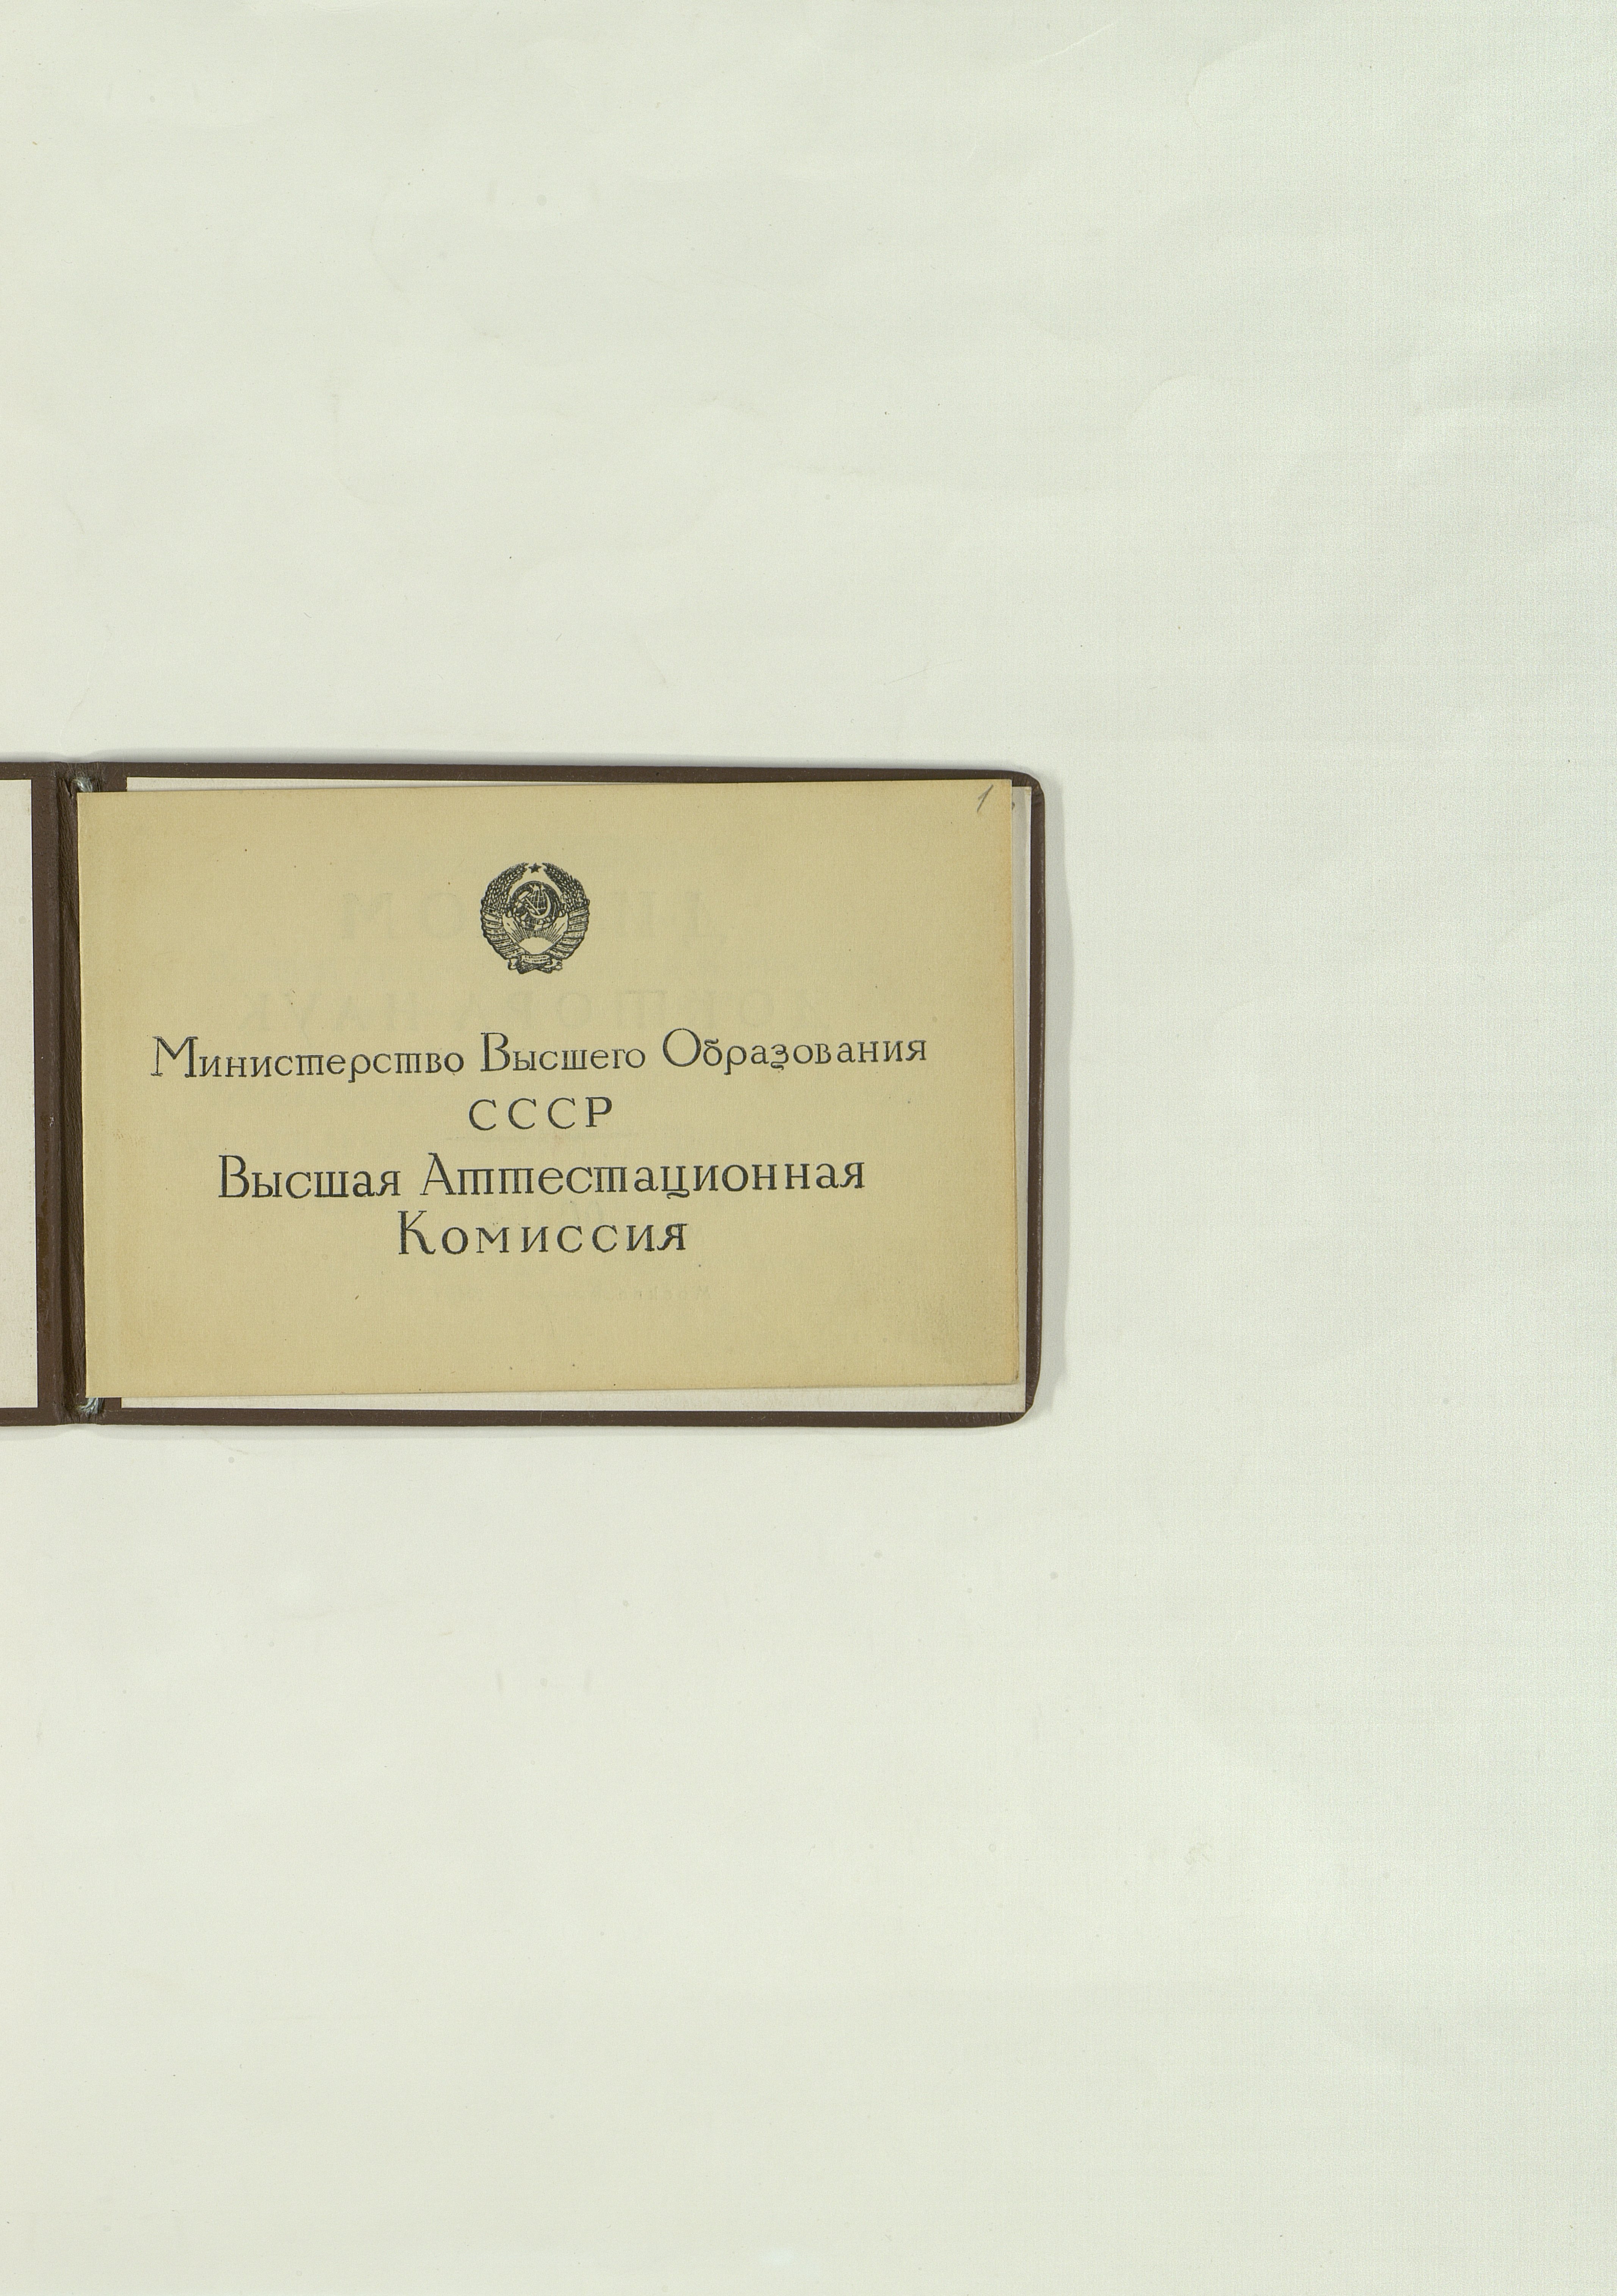 1
Министерство Высшего Образования
СССР
Высшая Аттестационная
Комиссия